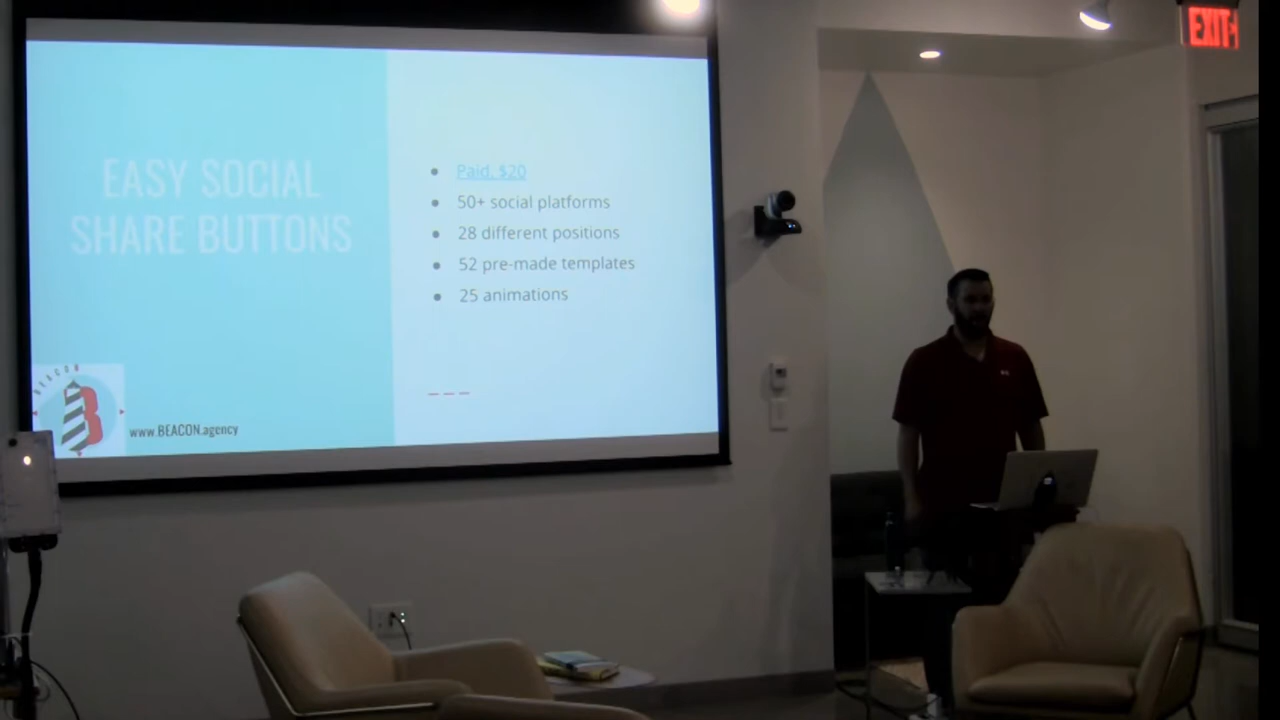 EASY SOCIAL
SHARE BUTTONS
Paid, $20
50+ social platforms
28 different positions
52 pre-made templates
25 animations
BEACON
B
www.BEACON.agency
EXIT